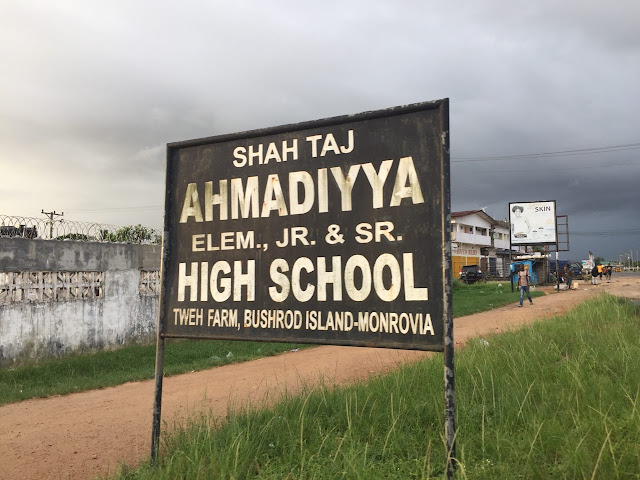 SHAH TAJ
AHMADIYYA
ELEM., JR. & SR.
HIGH SCHOOL
TWEH FARM, BUSHROD ISLAND-MONROVIA
SKIN